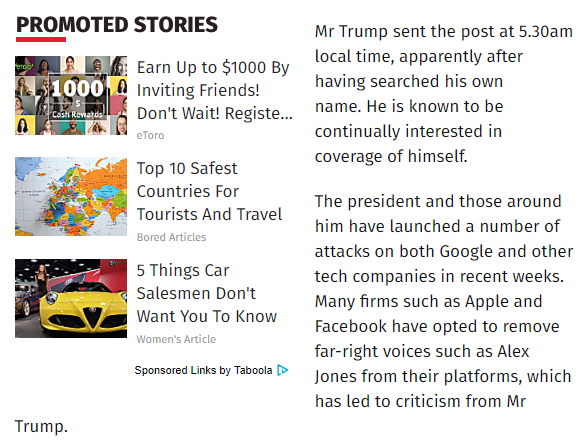 PROMOTED STORIES
1000
$
Cash Rewards
Earn Up to $1000 By
Inviting Friends!
Don't Wait! Registe...
eToro
Top 10 Safest
Countries For
Tourists And Travel
Bored Articles
5 Things Car
Salesmen Don't
Want You To Know
Women's Article
Sponsored Links by Taboola
Mr Trump sent the post at 5.30am
local time, apparently after
having searched his own
name. He is known to be
continually interested in
coverage of himself.
The president and those around
him have launched a number of
attacks on both Google and other
tech companies in recent weeks.
Many firms such as Apple and
Facebook have opted to remove
far-right voices such as Alex
Jones from their platforms, which
has led to criticism from Mr
Trump.